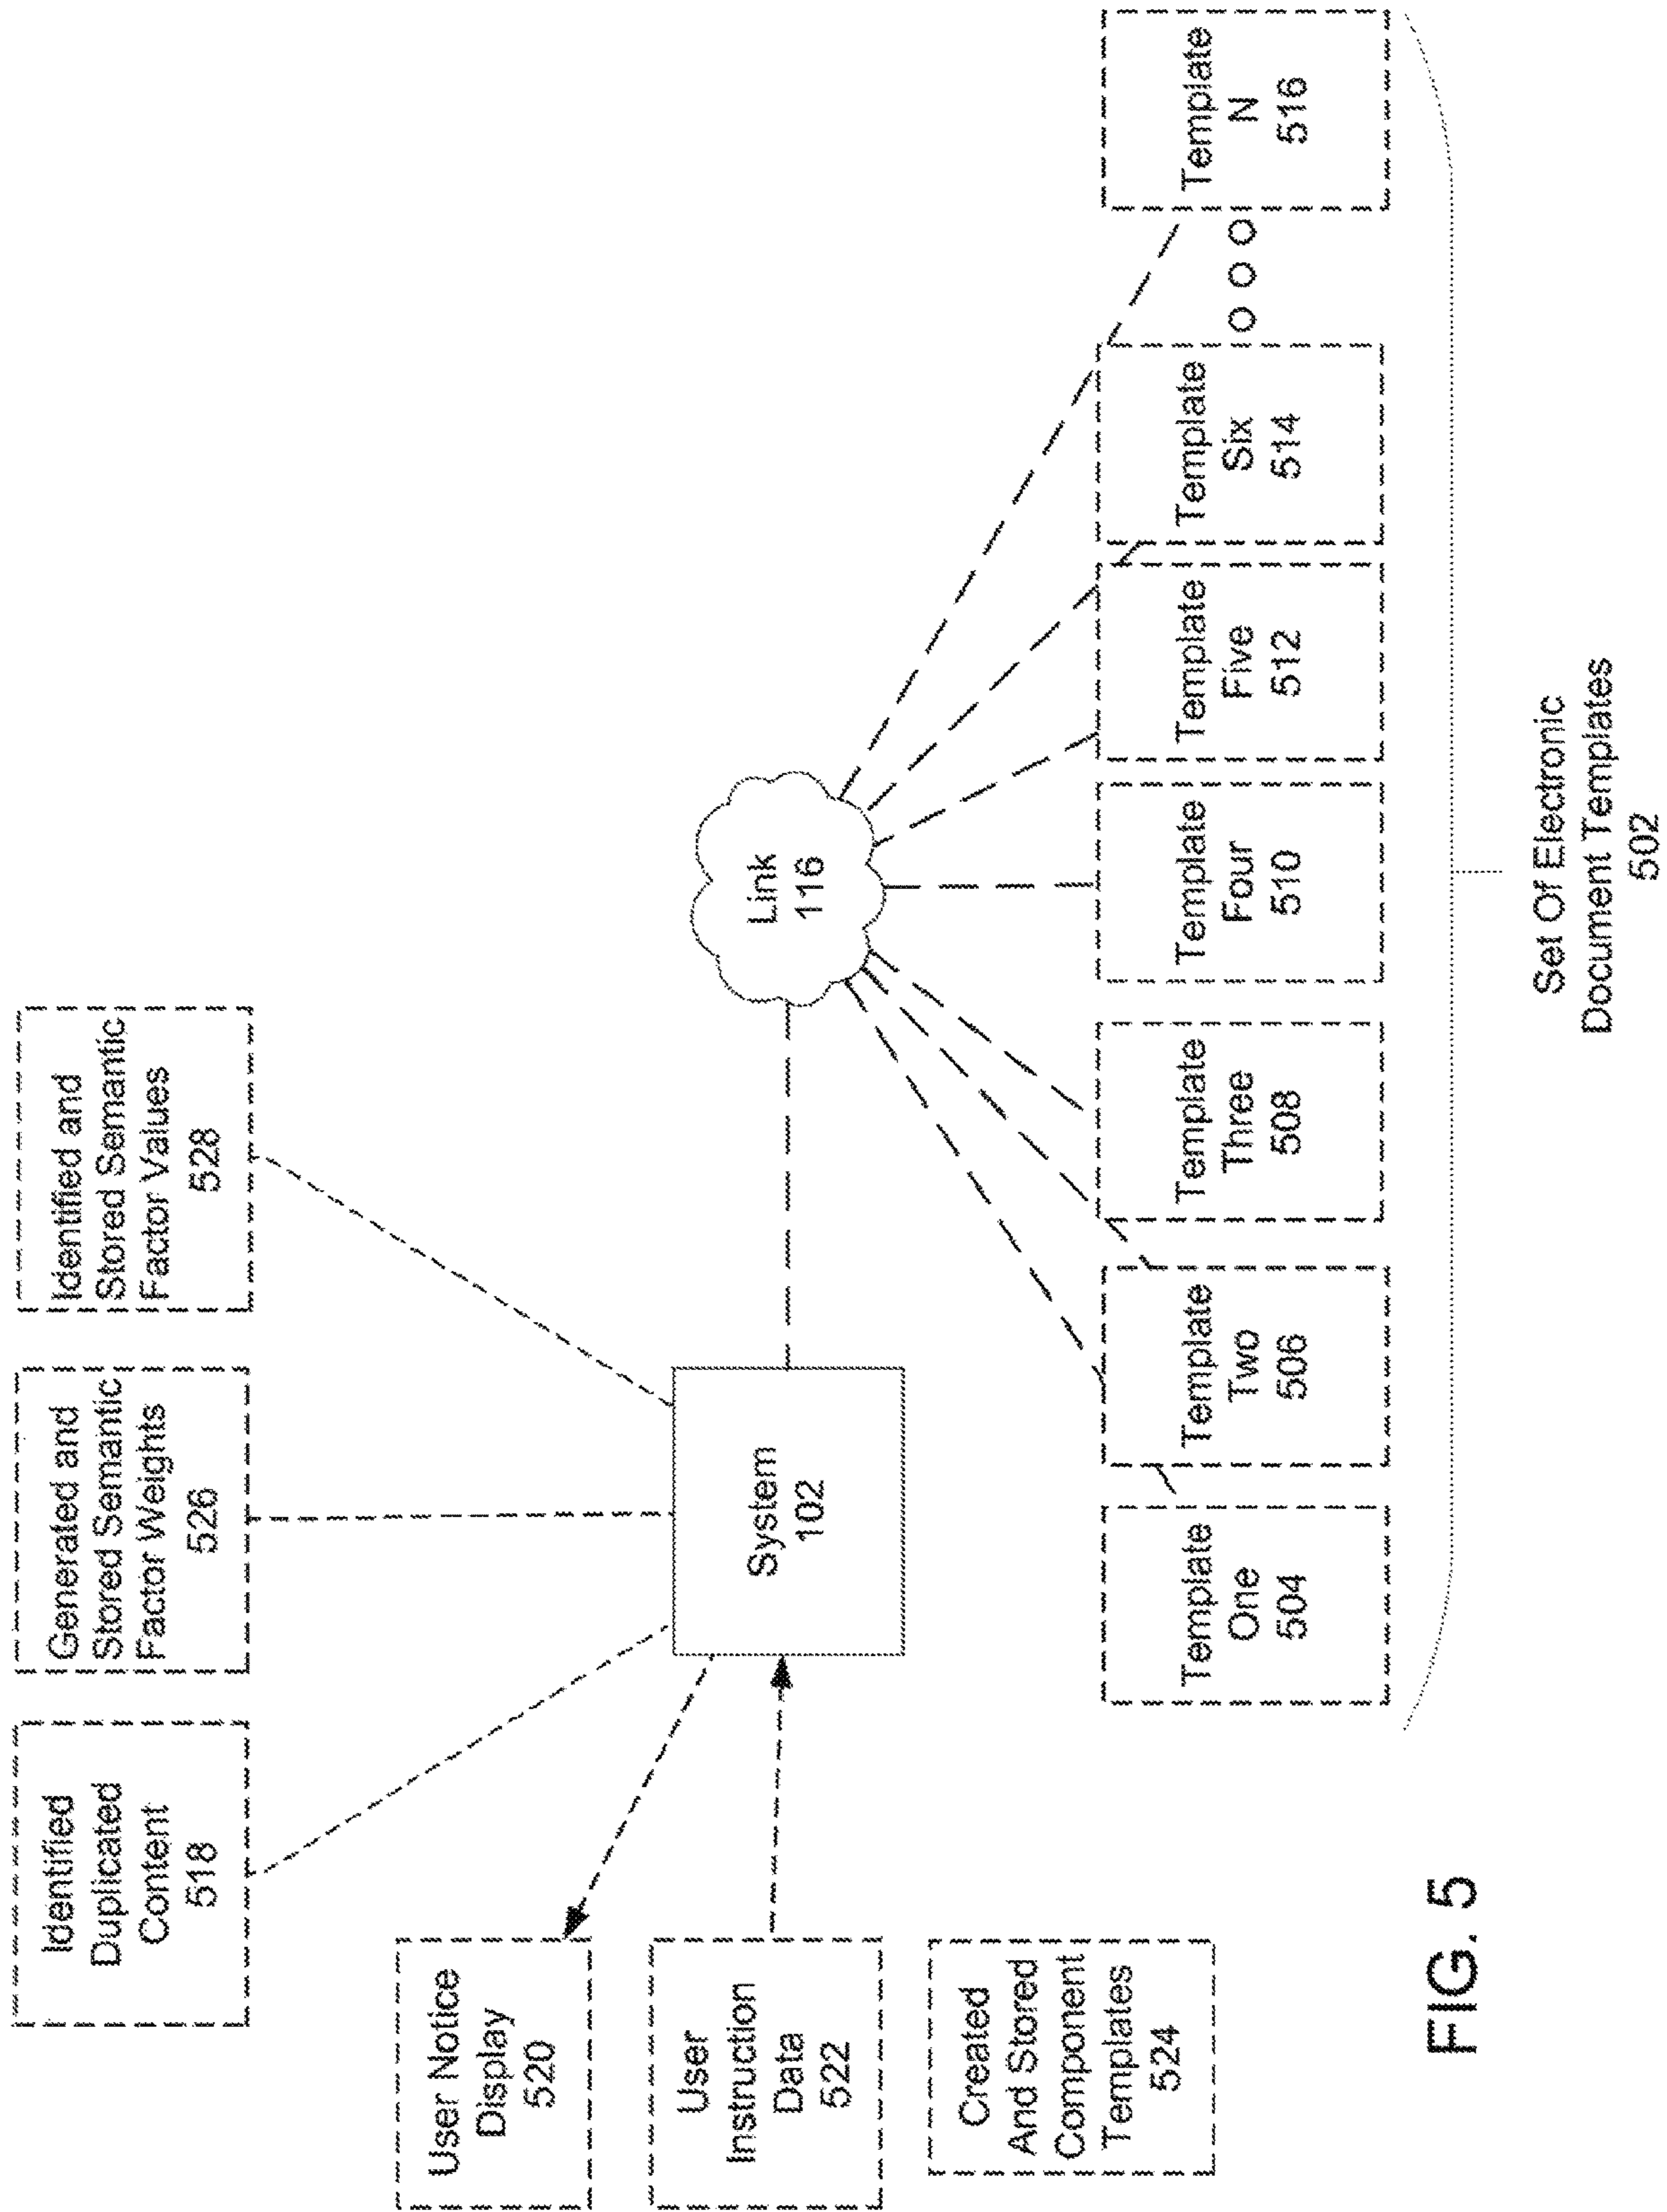 Identified
Duplicated
Content
518
Generated and
Stored Semantic
Factor Weights
526
Identified and
Stored Semantic
Factor Values
528
User Notice
Display
520
User
Instruction
Data
522
Created
And Stored
Component
Templates
524
System
102
Link
116
Template
One
504
Template
Two
506
Template
Three
508
Template
Four
510
Template
Five
512
Template
Six
514
Template
N
516
Set Of Electronic
Document Templates
502
FIG. 5